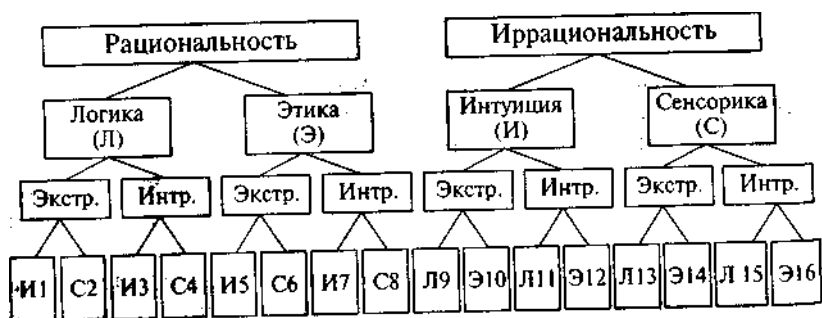 Рациональность Иррациональность
Логика Этика Интуиция Сенсорика
(Л) (Э) (И) (С)
Экстр. Интр. Экстр. Интр. Экстр. Интр. Экстр. Интр.
И1 С2 И3 С4 И5 С6 И7 С8 Л9 Э10 Л11 Э12 Л13 Э14 Л 15 Э16